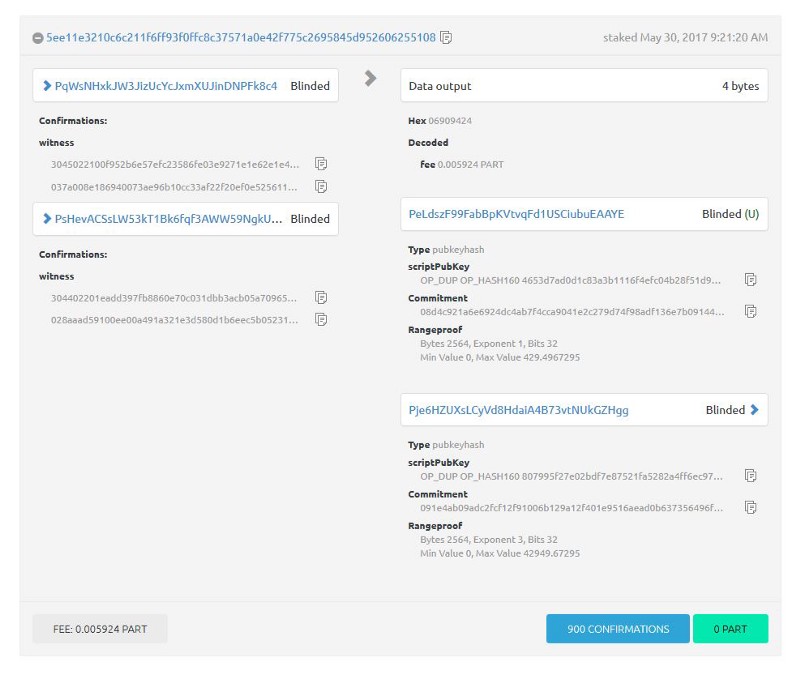 5ee11e3210c6c211f6ff93f0ffc8c37571a0e42f775c2695845d952606255108
staked May 30, 2017 9:21:20 AM
PqWsNHxkJW3JizUcYcJxmXUJinDNPFk8c4 Blinded
Confirmations:
witness
3045022100f952b6e57efc23586fe03e9271e1e62e1e4...
037a008e186940073ae96b10cc33af22f20ef0e525611...
PsHevACSsLW53kT1Bk6fqf3AWW59NgkU... Blinded
Confirmations:
witness
304402201eadd397fb8860e70c031dbb3acb05a70965...
028aaad59100ee00a491a321e3d580d1b6eec5b05231...
Data output 4 bytes
Hex 06909424
Decoded
fee 0.005924 PART
PeLdszF99FabBpKVtvqFd1USCiubuEAAYE Blinded (U)
Type pubkeyhash
scriptPubKey
OP_DUP OP_HASH160 4653d7ad0d1c83a3b1116f4efc04b28f51d9...
Commitment
08d4c921a6e6924dc4ab7f4cca9041e2c279d74f98adf136e7b09144...
Rangeproof
Bytes 2564, Exponent 1, Bits 32
Min Value 0, Max Value 429.4967295
Pje6HZUXsLCyVd8HdaiA4B73vtNUkGZHgg Blinded
Type pubkeyhash
scriptPubKey
OP_DUP OP_HASH160 807995f27e02bdf7e87521fa5282a4ff6ec97...
Commitment
091e4ab09adc2fcf12f91006b129a12f401e9516aead0b637356496f...
Rangeproof
Bytes 2564, Exponent 3, Bits 32
Min Value 0, Max Value 42949.67295
FEE: 0.005924 PART
900 CONFIRMATIONS
0 PART